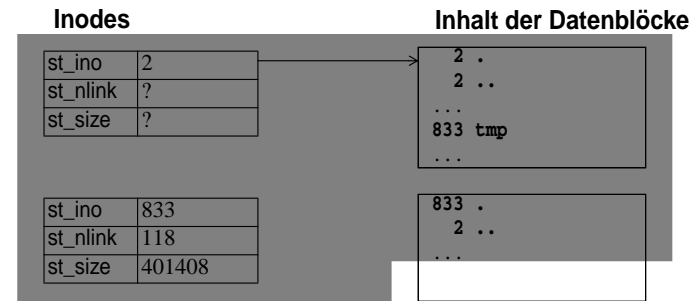 Inodes
Inhalt der Datenblöcke
st_ino 2
st_nlink ?
st_size ?
2 .
2 ..
...
833 tmp
...
st_ino 833
st_nlink 118
st_size 401408
833 .
2 ..
...